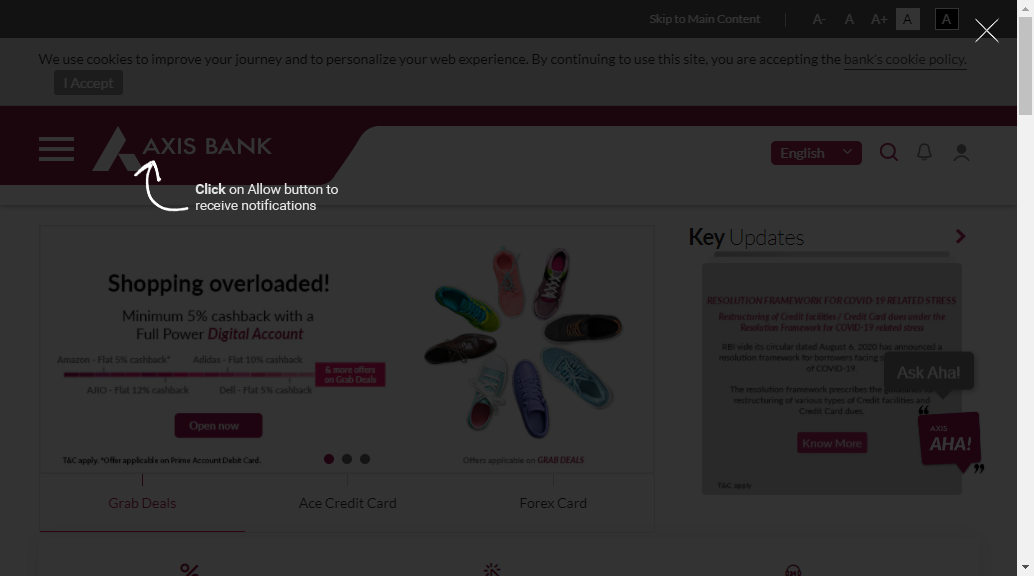 Skip to Main Content
A- A A+ A A
We use cookies to improve your journey and to personalize your web experience. By continuing to use this site, you are accepting the bank's cookie policy.
I Accept
AXIS BANK
English
Click on Allow button to
receive notifications
Shopping overloaded!
Minimum 5% cashback with a
Full Power Digital Account
Amazon - Flat 5% cashback*
Adidas - Flat 10% cashback
& more offers
on Grab Deals
AJIO - Flat 12% cashback
Dell - Flat 5% cashback
Open now
T&C apply. *Offer applicable on Prime Account Debit Card.
Offers applicable on GRAB DEALS
Grab Deals
Ace Credit Card
Forex Card
Key Updates
RESOLUTION FRAMEWORK FOR COVID-19 RELATED STRESS
Restructuring of Credit facilities / Credit Card dues under the
Resolution Framework for COVID-19 related stress
RBI vide its circular dated August 6, 2020 has announced a
resolution framework for borrowers facing
of COVID-19
The resolution framework prescribes the
restructuring of various types of Credit facilities and
Credit Card dues.
Know More
T&C apply
Ask Aha!
AXIS
AHA!